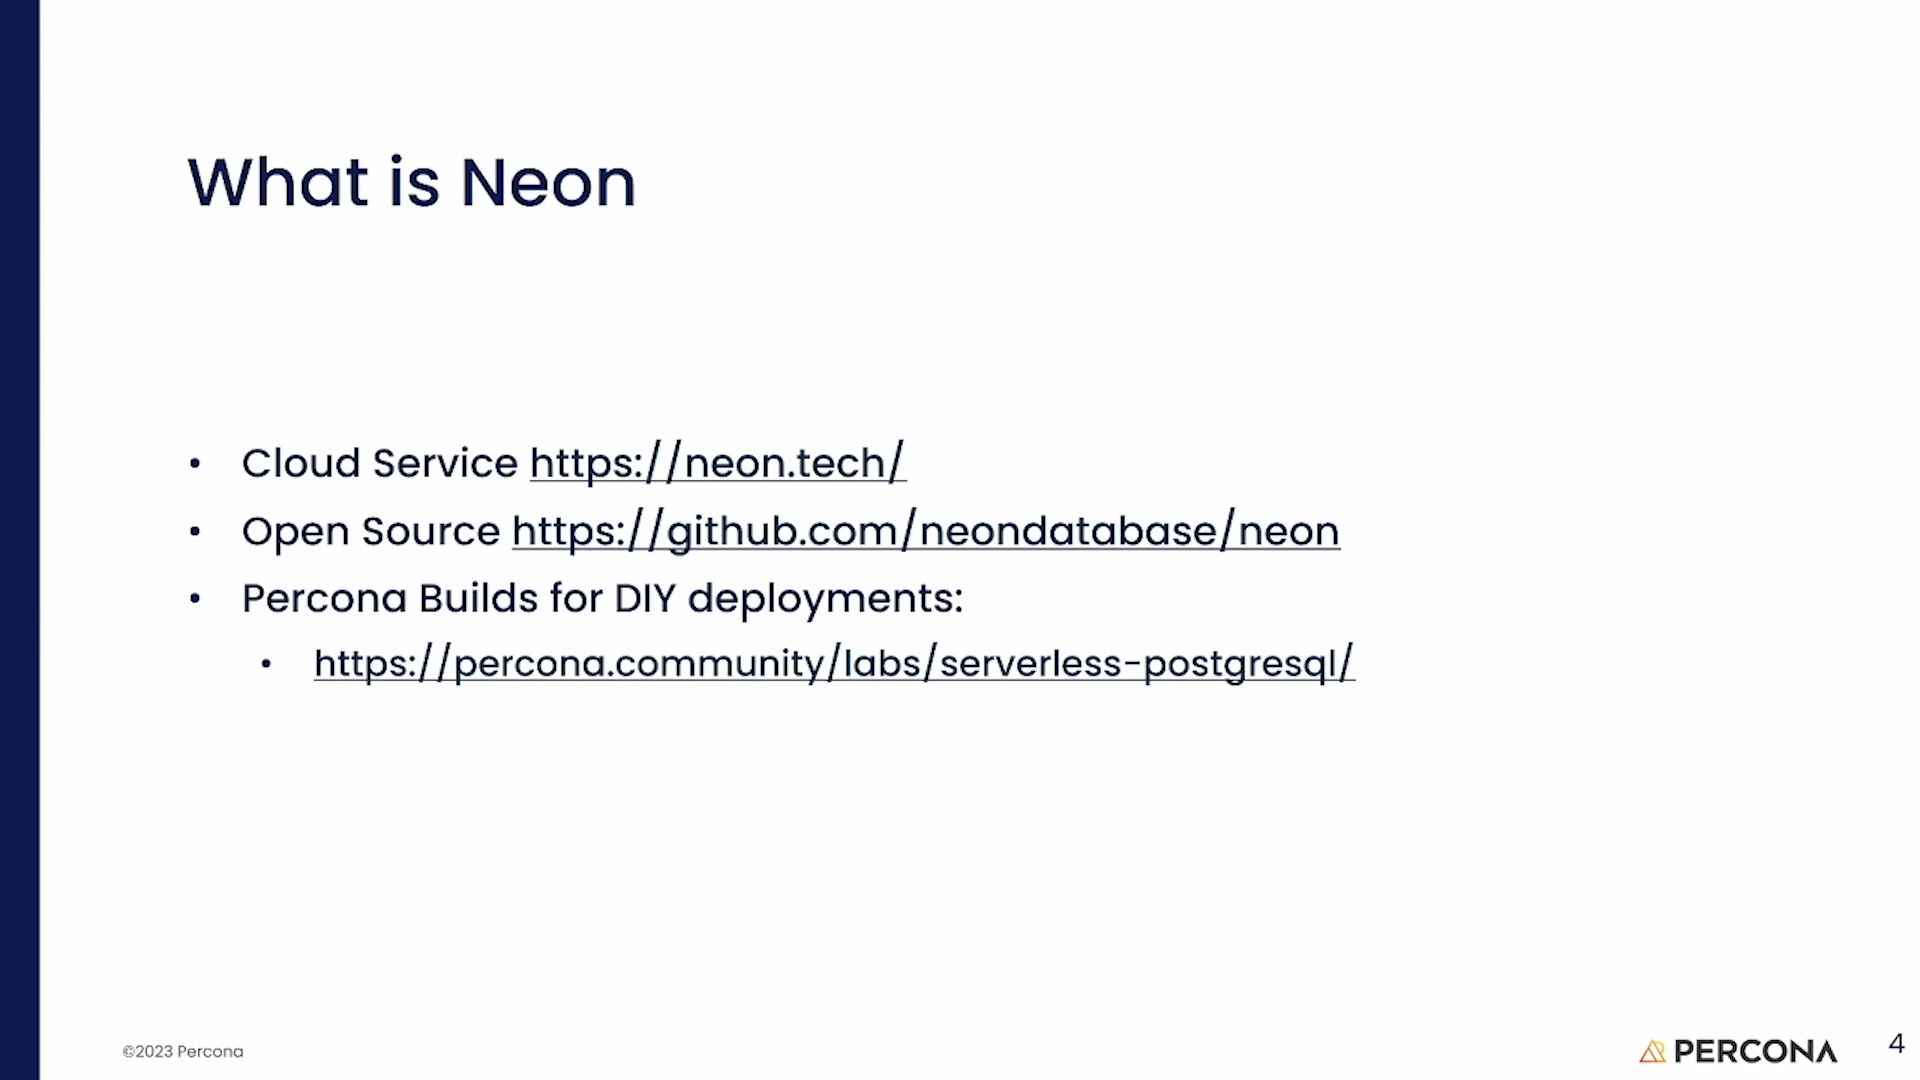 What is Neon
• Cloud Service https://neon.tech/
• Open Source https://github.com/neondatabase/neon
• Percona Builds for DIY deployments:
• https://percona.community/labs/serverless-postgresql/
©2023 Percona
PERCONA
4